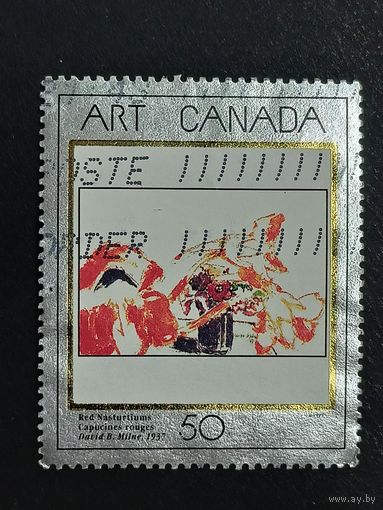 ART CANADA
Red Nasturtiums
Capucines rouges
David B. Milne, 1937
50
www.ay.by